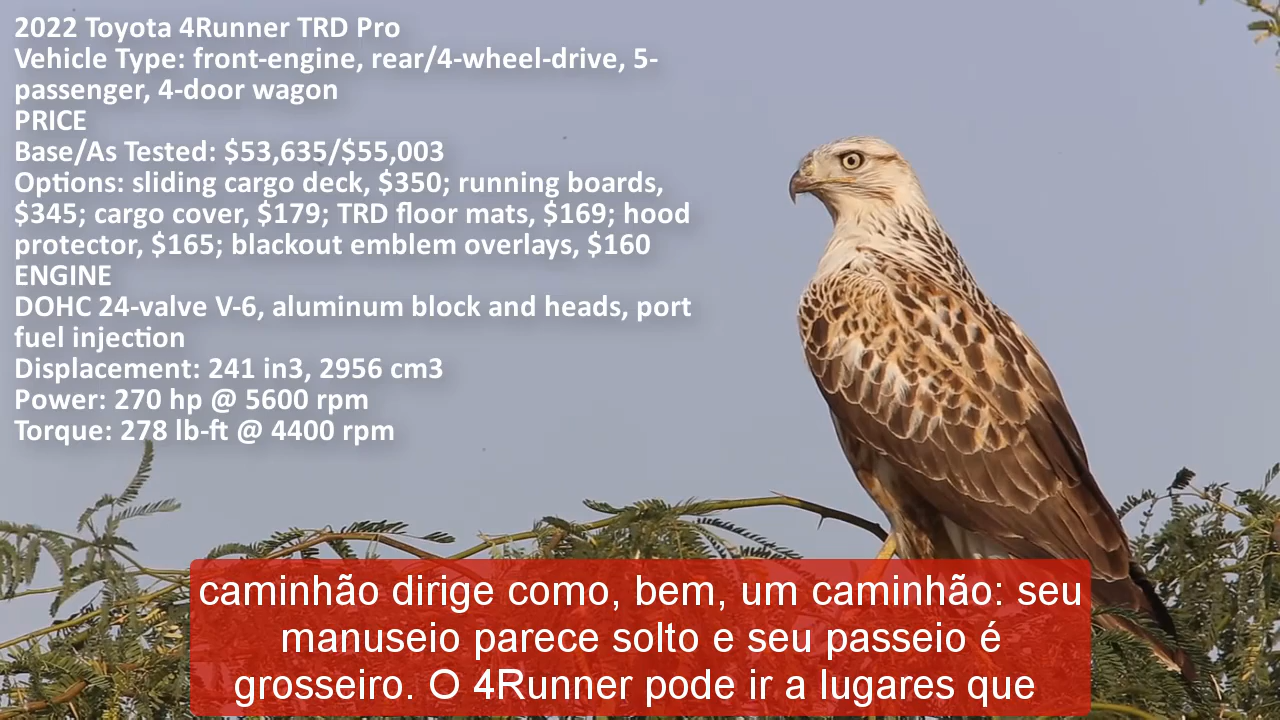 2022 Toyota 4Runner TRD Pro
Vehicle Type: front-engine, rear/4-wheel-drive, 5-
passenger, 4-door wagon
PRICE
Base/As Tested: $53,635/$55,003
Options: sliding cargo deck, $350; running boards,
$345; cargo cover, $179; TRD floor mats, $169; hood
protector, $165; blackout emblem overlays, $160
ENGINE
DOHC 24-valve V-6, aluminum block and heads, port
fuel injection
Displacement: 241 in3, 2956 cm3
Power: 270 hp @ 5600 rpm
Torque: 278 lb-ft @ 4400 rpm
caminhão dirige como, bem, um caminhão: seu
manuseio parece solto e seu passeio é
grosseiro. O 4Runner pode ir a lugares que